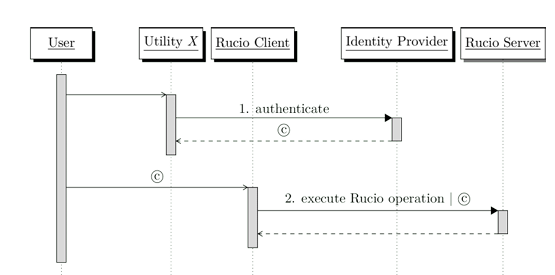 User
Utility X
Rucio Client
Identity Provider
Rucio Server
1. authenticate
ⓒ
ⓒ
2. execute Rucio operation | ⓒ